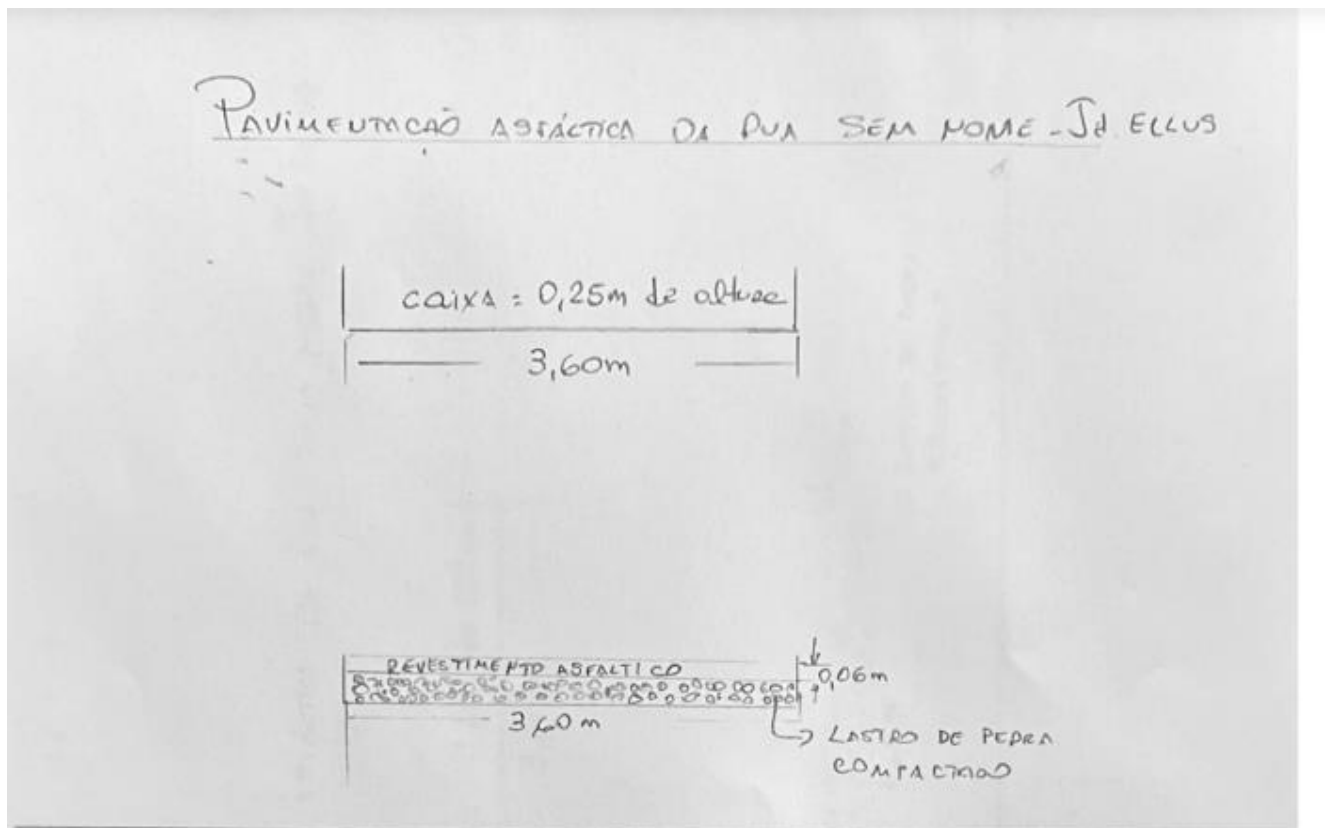 PAVIMENTAÇÃO ASFÁCTICA DA RUA SEM NOME - Jd ELLUS
CAIXA = 0,25m de altura
3,60m
REVESTIMENTO ASFALTICO
0,06m
3,60 m
LASTRO DE PEDRA
COMPACTADO